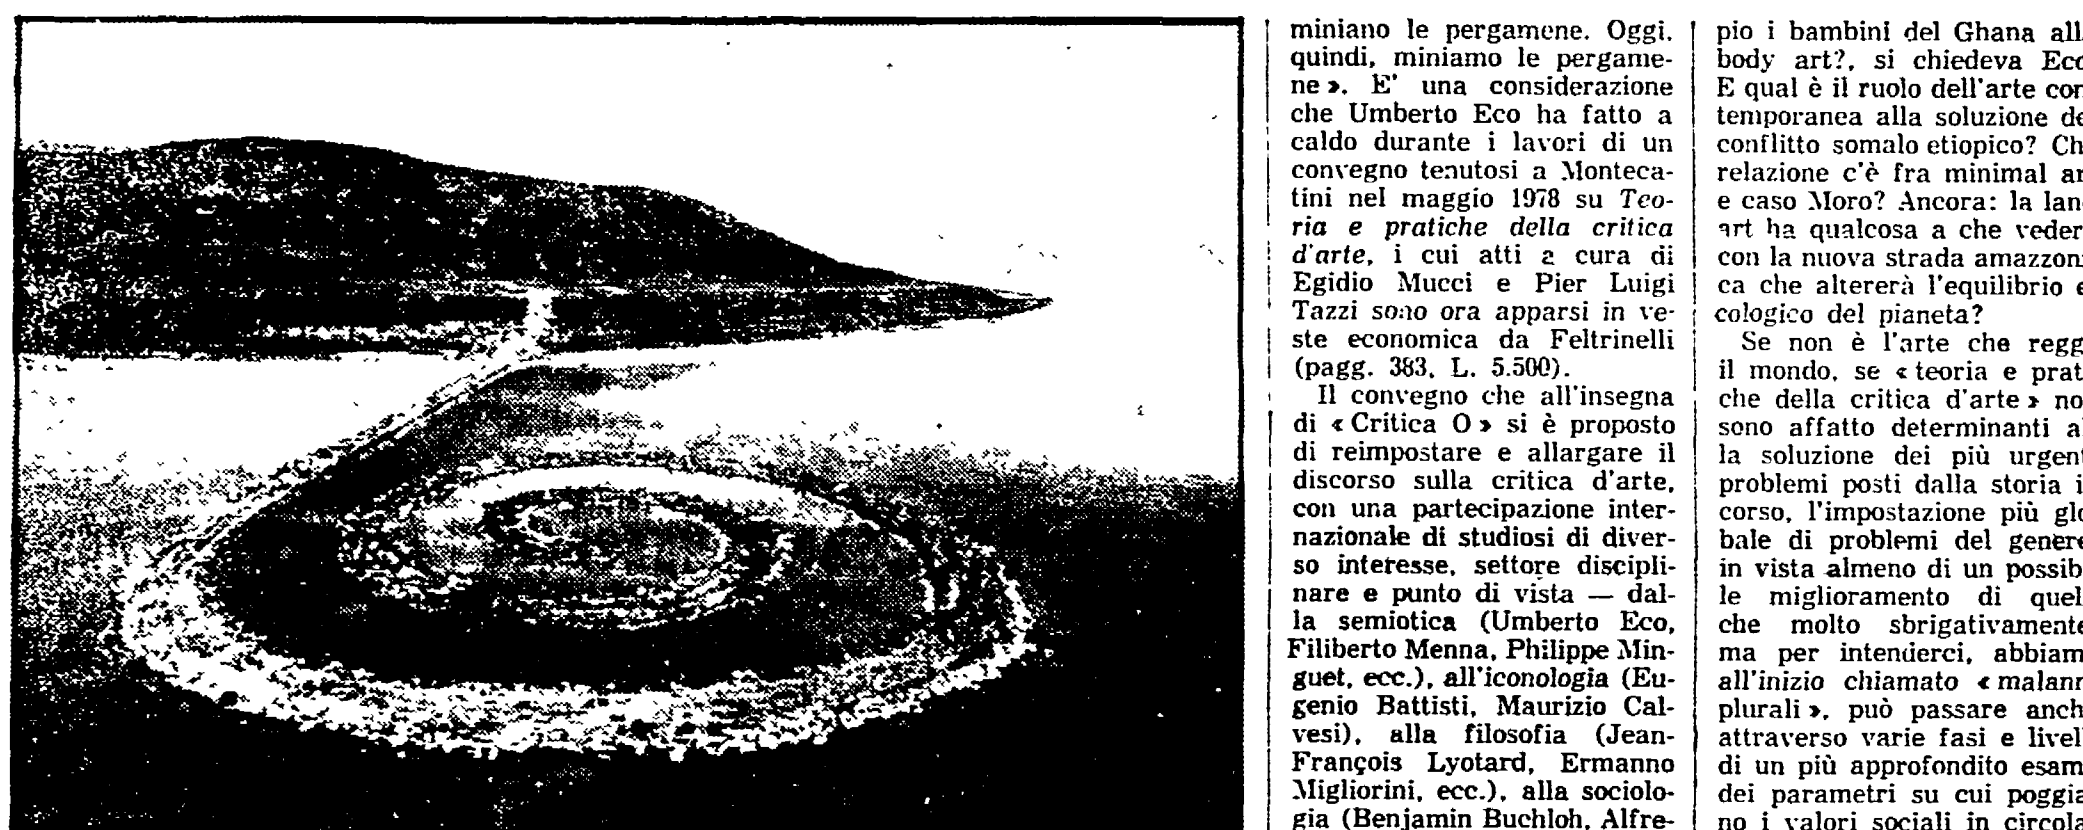 miniano le pergamene. Oggi,
quindi, miniamo le pergame-
ne ». E' una considerazione
che Umberto Eco ha fatto a
caldo durante i lavori di un
convegno tenutosi a Monteca-
tini nel maggio 1978 su Teo-
ria e pratiche della critica
d'arte, i cui atti a cura di
Egidio Mucci e Pier Luigi
Tazzi sono ora apparsi in ve-
ste economica da Feltrinelli
(pagg. 383, L. 5.500).
Il convegno che all'insegna
di « Critica O » si è proposto
di reimpostare e allargare il
discorso sulla critica d'arte,
con una partecipazione inter-
nazionale di studiosi di diver-
so interesse, settore discipli-
nare e punto di vista — dal-
la semiotica (Umberto Eco,
Filiberto Menna, Philippe Min-
guet, ecc.), all'iconologia (Eu-
genio Battisti, Maurizio Cal-
vesi), alla filosofia (Jean-
François Lyotard, Ermanno
Migliorini, ecc.), alla sociolo-
gia (Benjamin Buchloh, Alfre-
pio i bambini del Ghana all
body art?, si chiedeva Eco
E qual è il ruolo dell'arte con
temporanea alla soluzione de
conflitto somalo etiopico? Ch
relazione c'è fra minimal ar
e caso Moro? Ancora: la lan
art ha qualcosa a che veder
con la nuova strada amazzoni
ca che altererà l'equilibrio e
cologico del pianeta?
Se non è l'arte che regg
il mondo, se « teoria e prat
che della critica d'arte » no
sono affatto determinanti al
la soluzione dei più urgent
problemi posti dalla storia i
corso, l'impostazione più glo
bale di problemi del genere
in vista almeno di un possib
le miglioramento di quel
che molto sbrigativamente
ma per intenderci, abbiam
all'inizio chiamato « malann
plurali », può passare anch
attraverso varie fasi e livell
di un più approfondito esam
dei parametri su cui poggia
no i valori sociali in circola